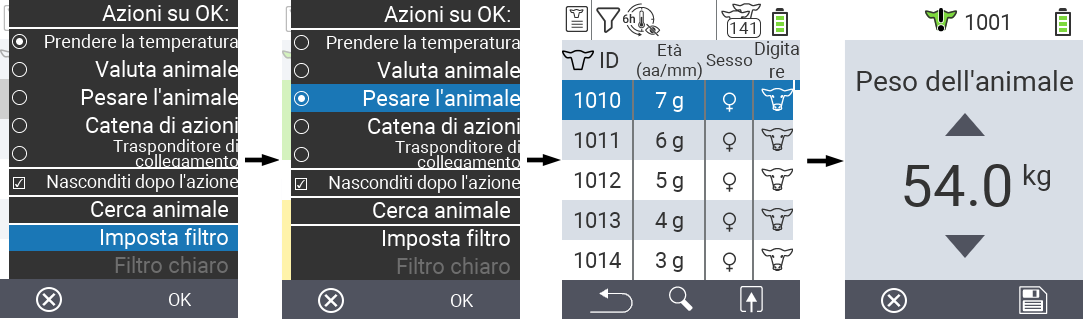 Azioni su OK:
Prendere la temperatura
Valuta animale
Pesare l'animale
Catena di azioni
Trasponditore di
collegamento
Nasconditi dopo l'azione
Cerca animale
Imposta filtro
Filtro chiaro
OK
Azioni su OK:
Prendere la temperatura
Valuta animale
Pesare l'animale
Catena di azioni
Trasponditore di
collegamento
Nasconditi dopo l'azione
Cerca animale
Imposta filtro
Filtro chiaro
OK
6h 141
ID Età (aa/mm) Sesso Digitare
1010 7 g ♀
1011 6 g ♀
1012 5 g ♀
1013 4 g ♀
1014 3 g ♀
1001
Peso dell'animale
54.0 kg